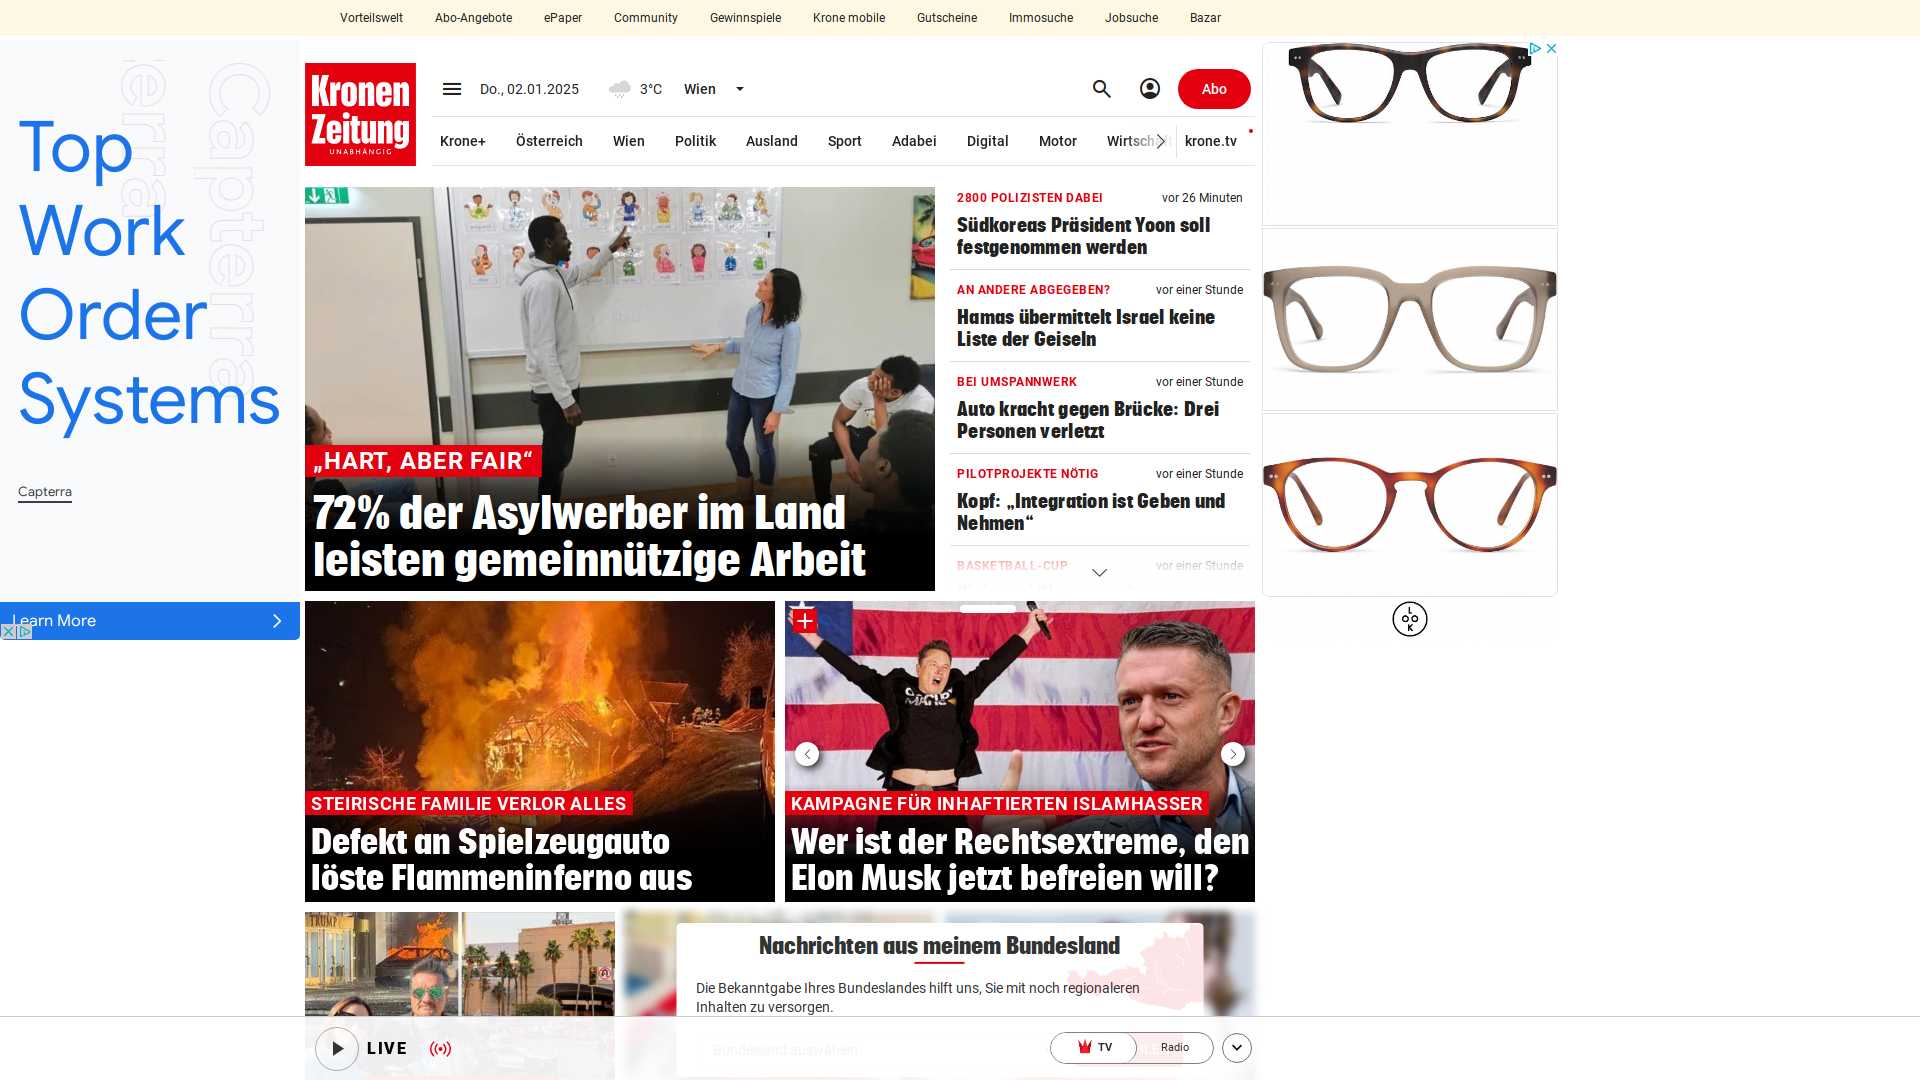 Vorteilswelt Abo-Angebote ePaper Community Gewinnspiele Krone mobile Gutscheine Immosuche Jobsuche Bazar
Top
Work
Order
Systems
Capterra
Capterra
Learn More
Kronen
Zeitung
UNABHÄNGIG
Do., 02.01.2025 3°C Wien
Abo
Krone+ Österreich Wien Politik Ausland Sport Adabei Digital Motor Wirtschaft krone.tv
„HART, ABER FAIR“
72% der Asylwerber im Land
leisten gemeinnützige Arbeit
2800 POLIZISTEN DABEI vor 26 Minuten
Südkoreas Präsident Yoon soll
festgenommen werden
AN ANDERE ABGEGEBEN? vor einer Stunde
Hamas übermittelt Israel keine
Liste der Geiseln
BEI UMSPANNWERK vor einer Stunde
Auto kracht gegen Brücke: Drei
Personen verletzt
PILOTPROJEKTE NÖTIG vor einer Stunde
Kopf: „Integration ist Geben und
Nehmen“
BASKETBALL-CUP vor einer Stunde
STEIRISCHE FAMILIE VERLOR ALLES
Defekt an Spielzeugauto
löste Flammeninferno aus
OCCUPY
MARS
KAMPAGNE FÜR INHAFTIERTEN ISLAMHASSER
Wer ist der Rechtsextreme, den
Elon Musk jetzt befreien will?
L
OO
K
TRUMP
Nachrichten aus meinem Bundesland
Die Bekanntgabe Ihres Bundeslandes hilft uns, Sie mit noch regionaleren
Inhalten zu versorgen.
Bundesland auswählen
LIVE
TV
Radio